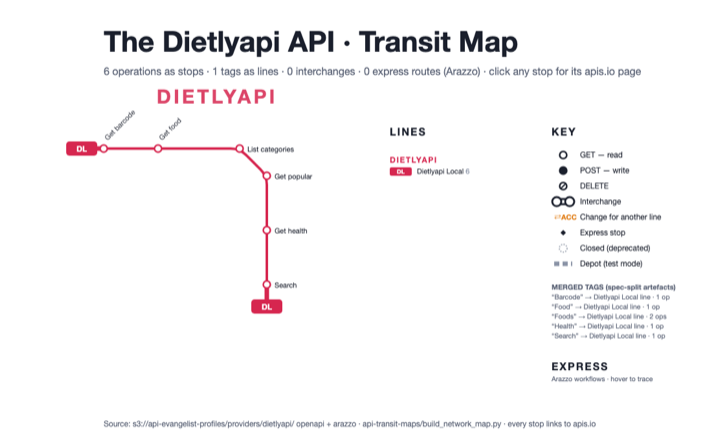 The Dietlyapi API · Transit Map
6 operations as stops · 1 tags as lines · 0 interchanges · 0 express routes (Arazzo) · click any stop for its apis.io page
DIETLYAPI
DL
Get barcode
Get food
List categories
Get popular
Get health
Search
DL
LINES
DIETLYAPI
DL Dietlyapi Local 6
KEY
GET — read
POST — write
DELETE
Interchange
⇄ACC Change for another line
Express stop
Closed (deprecated)
Depot (test mode)
MERGED TAGS (spec-split artefacts)
"Barcode" → Dietlyapi Local line · 1 op
"Food" → Dietlyapi Local line · 1 op
"Foods" → Dietlyapi Local line · 2 ops
"Health" → Dietlyapi Local line · 1 op
"Search" → Dietlyapi Local line · 1 op
EXPRESS
Arazzo workflows · hover to trace
Source: s3://api-evangelist-profiles/providers/dietlyapi/ openapi + arazzo · api-transit-maps/build_network_map.py · every stop links to apis.io